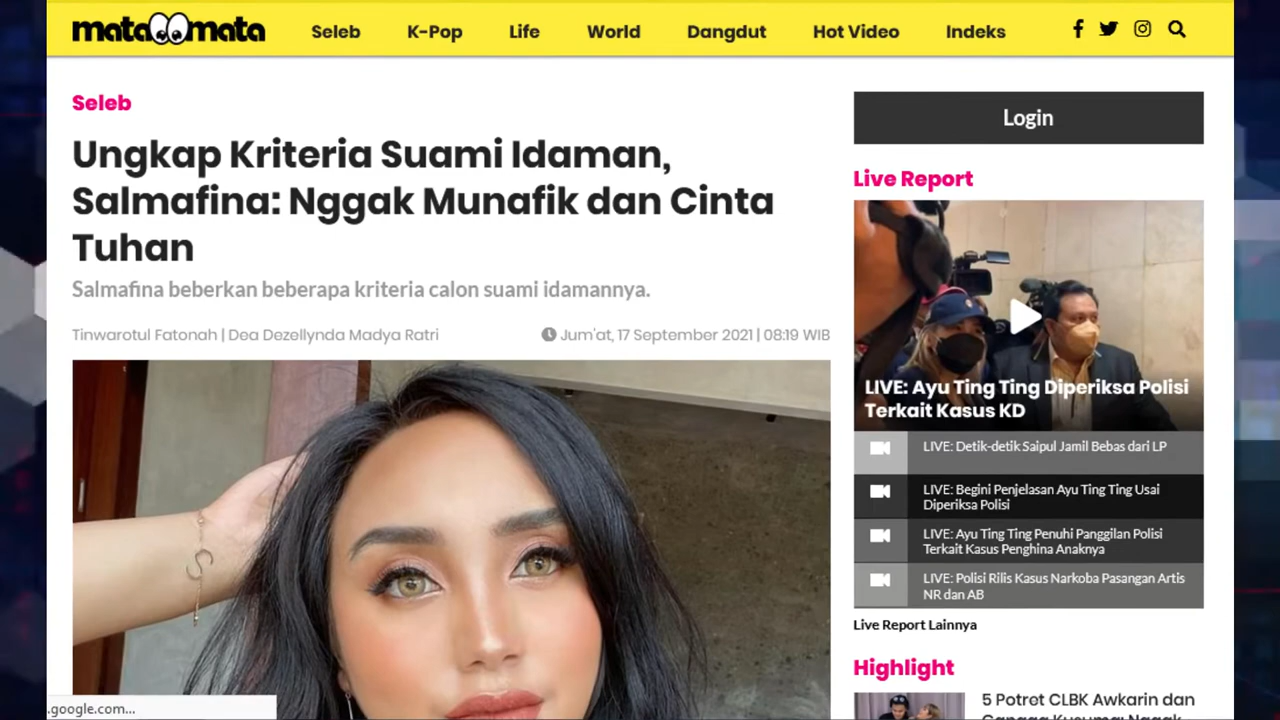 mata mata
Seleb
K-Pop
Life
World
Dangdut
Hot Video
Indeks
Seleb
Ungkap Kriteria Suami Idaman,
Salmafina: Nggak Munafik dan Cinta
Tuhan
Salmafina beberkan beberapa kriteria calon suami idamannya.
Tinwarotul Fatonah | Dea Dezellynda Madya Ratri
Jum'at, 17 September 2021 | 08:19 WIB
.google.com...
Login
Live Report
LIVE: Ayu Ting Ting Diperiksa Polisi
Terkait Kasus KD
LIVE: Detik-detik Saipul Jamil Bebas dari LP
LIVE: Begini Penjelasan Ayu Ting Ting Usai
Diperiksa Polisi
LIVE: Ayu Ting Ting Penuhi Panggilan Polisi
Terkait Kasus Penghina Anaknya
LIVE: Polisi Rilis Kasus Narkoba Pasangan Artis
NR dan AB
Live Report Lainnya
Highlight
5 Potret CLBK Awkarin dan
Gangga Kusuma: Nggak